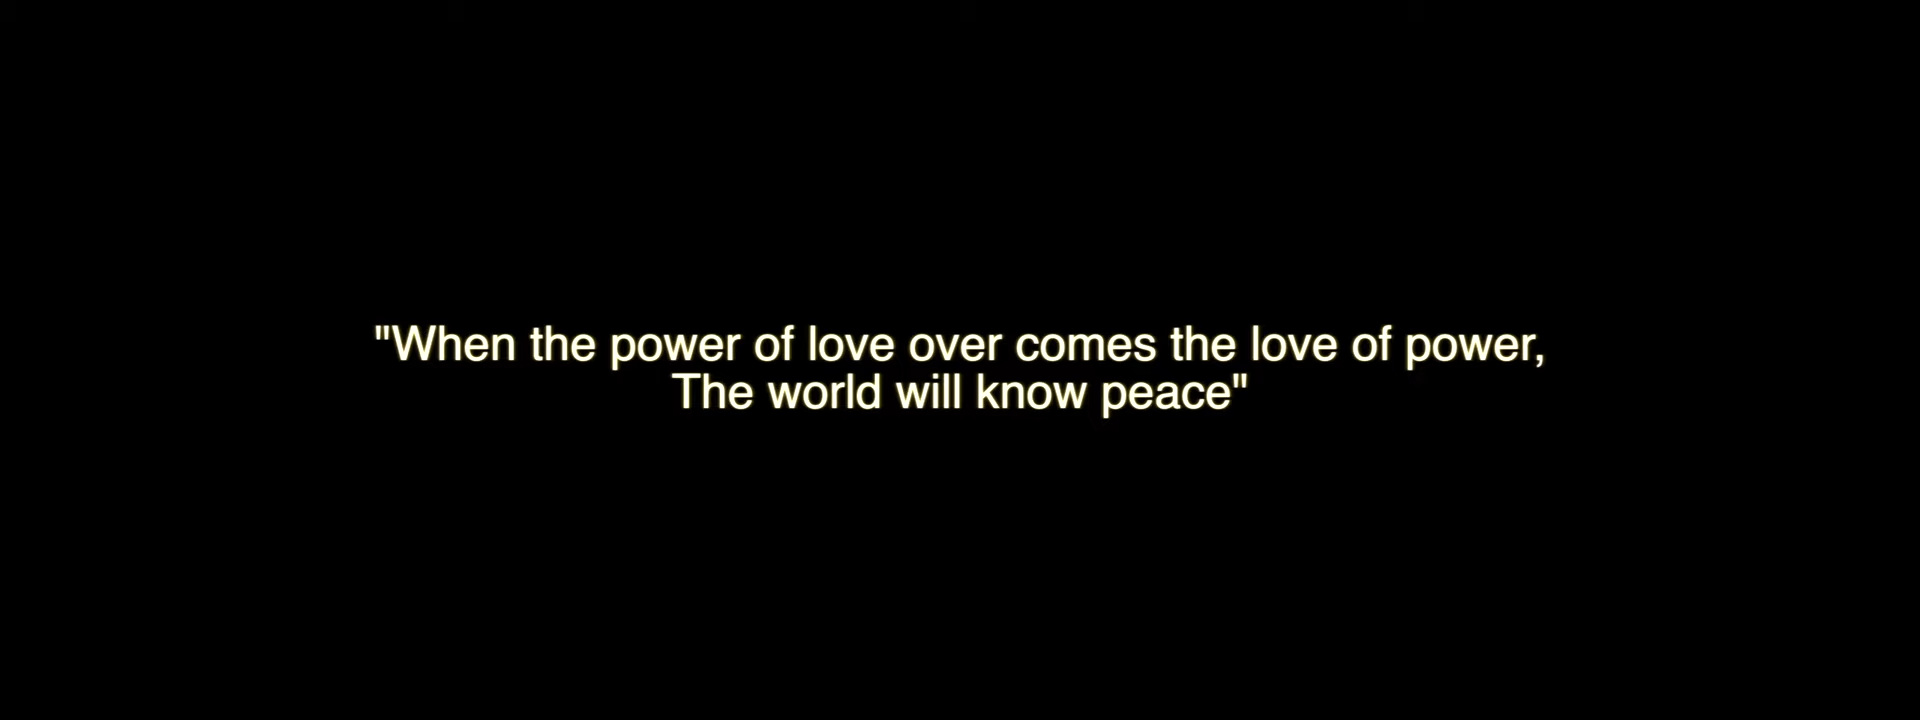 "When the power of love over comes the love of power,
The world will know peace"